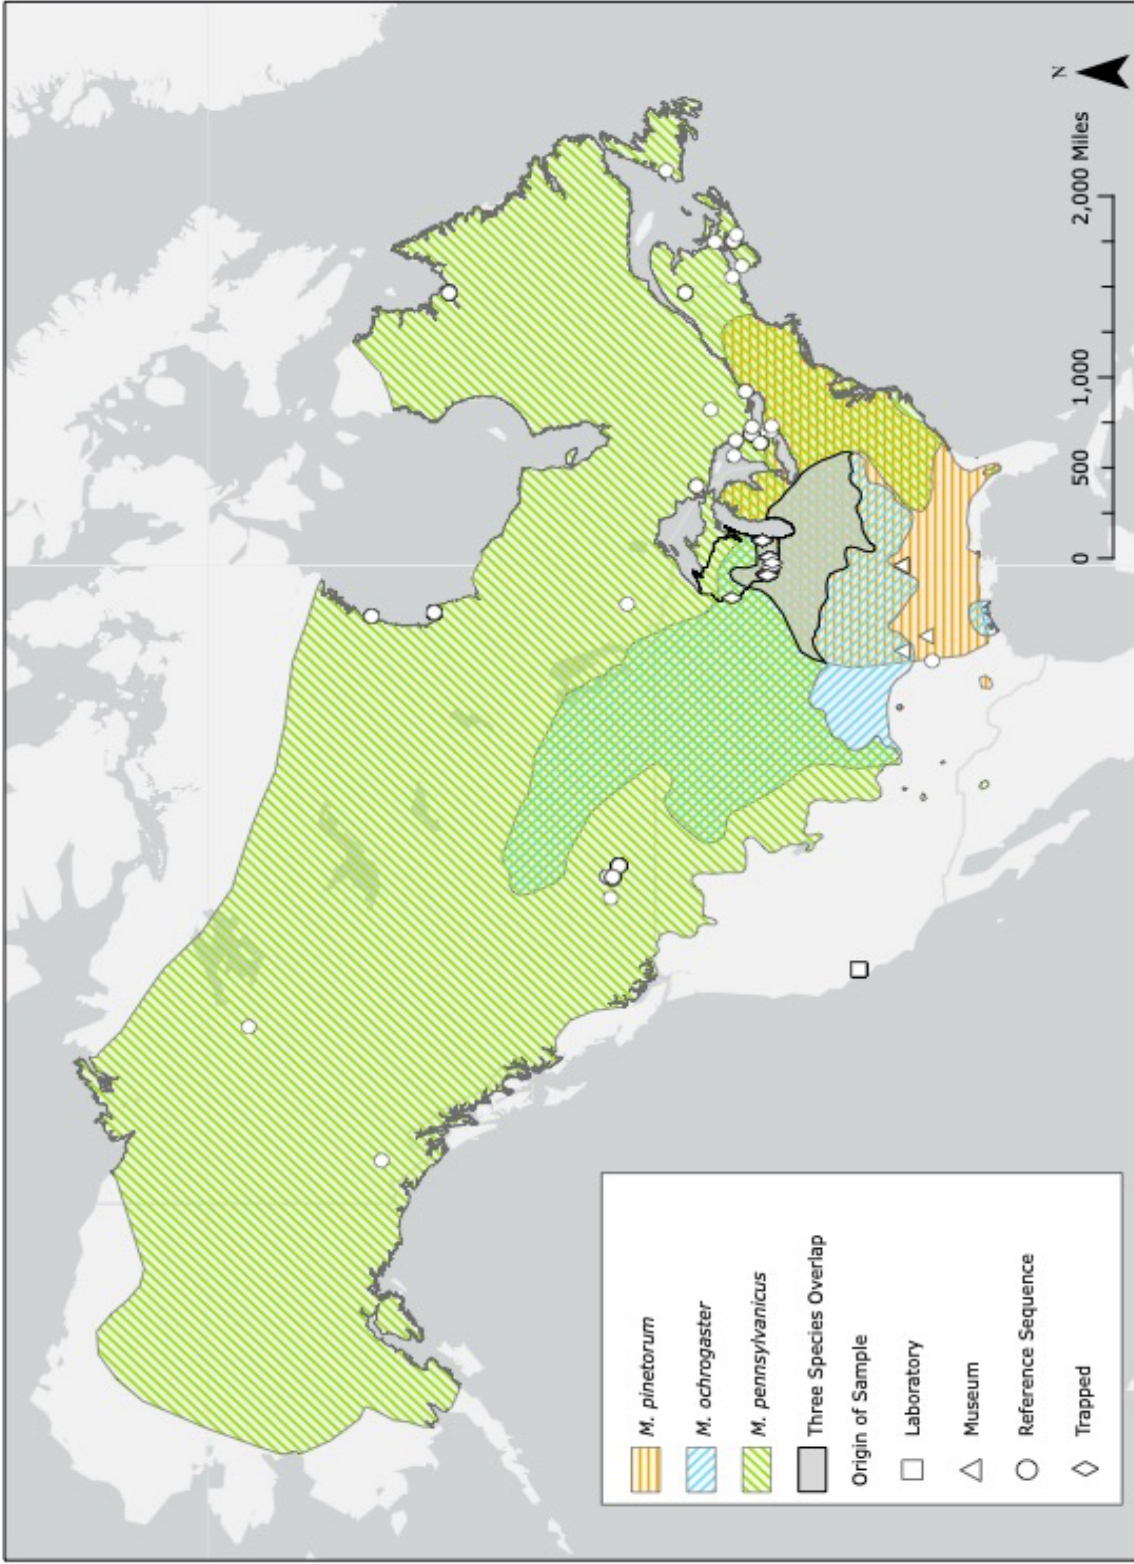 M. pinetorum
M. ochrogaster
M. pennsylvanicus
Three Species Overlap
Origin of Sample
Laboratory
Museum
Reference Sequence
Trapped
0 500 1,000 2,000 Miles
N